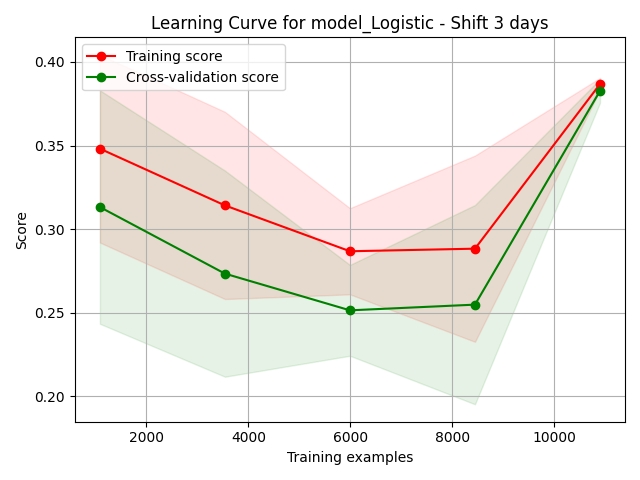 Learning Curve for model_Logistic - Shift 3 days
Training score
Cross-validation score
0.40
0.35
0.30
0.25
0.20
Score
2000 4000 6000 8000 10000
Training examples